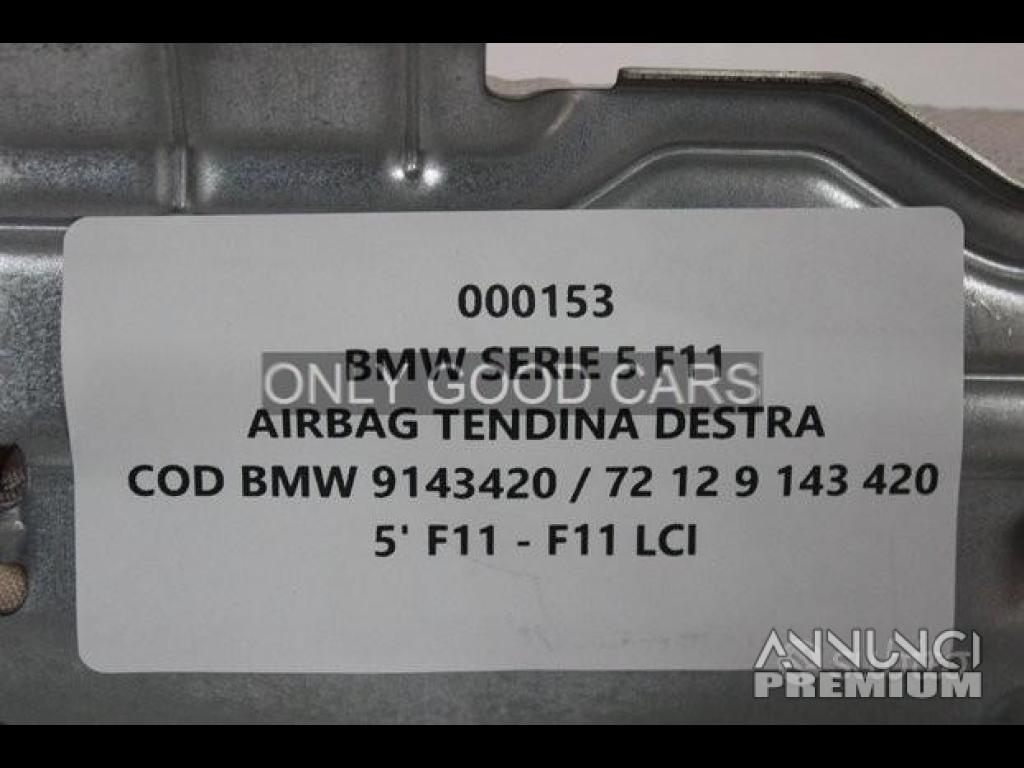 000153
BMW SERIE 5 F11
ONLY GOOD CARS
AIRBAG TENDINA DESTRA
COD BMW 9143420 / 72 12 9 143 420
5' F11 - F11 LCI
ANNUNCI
PREMIUM